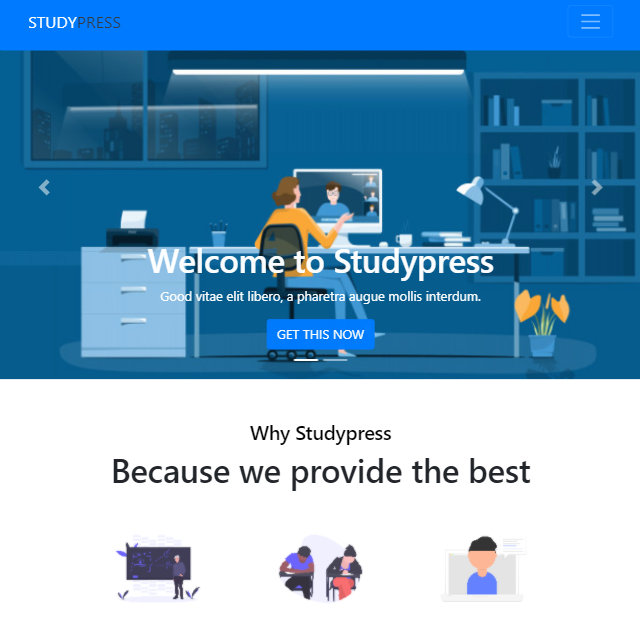 STUDYPRESS
Welcome to Studypress
Good vitae elit libero, a pharetra augue mollis interdum.
GET THIS NOW
Why Studypress
Because we provide the best